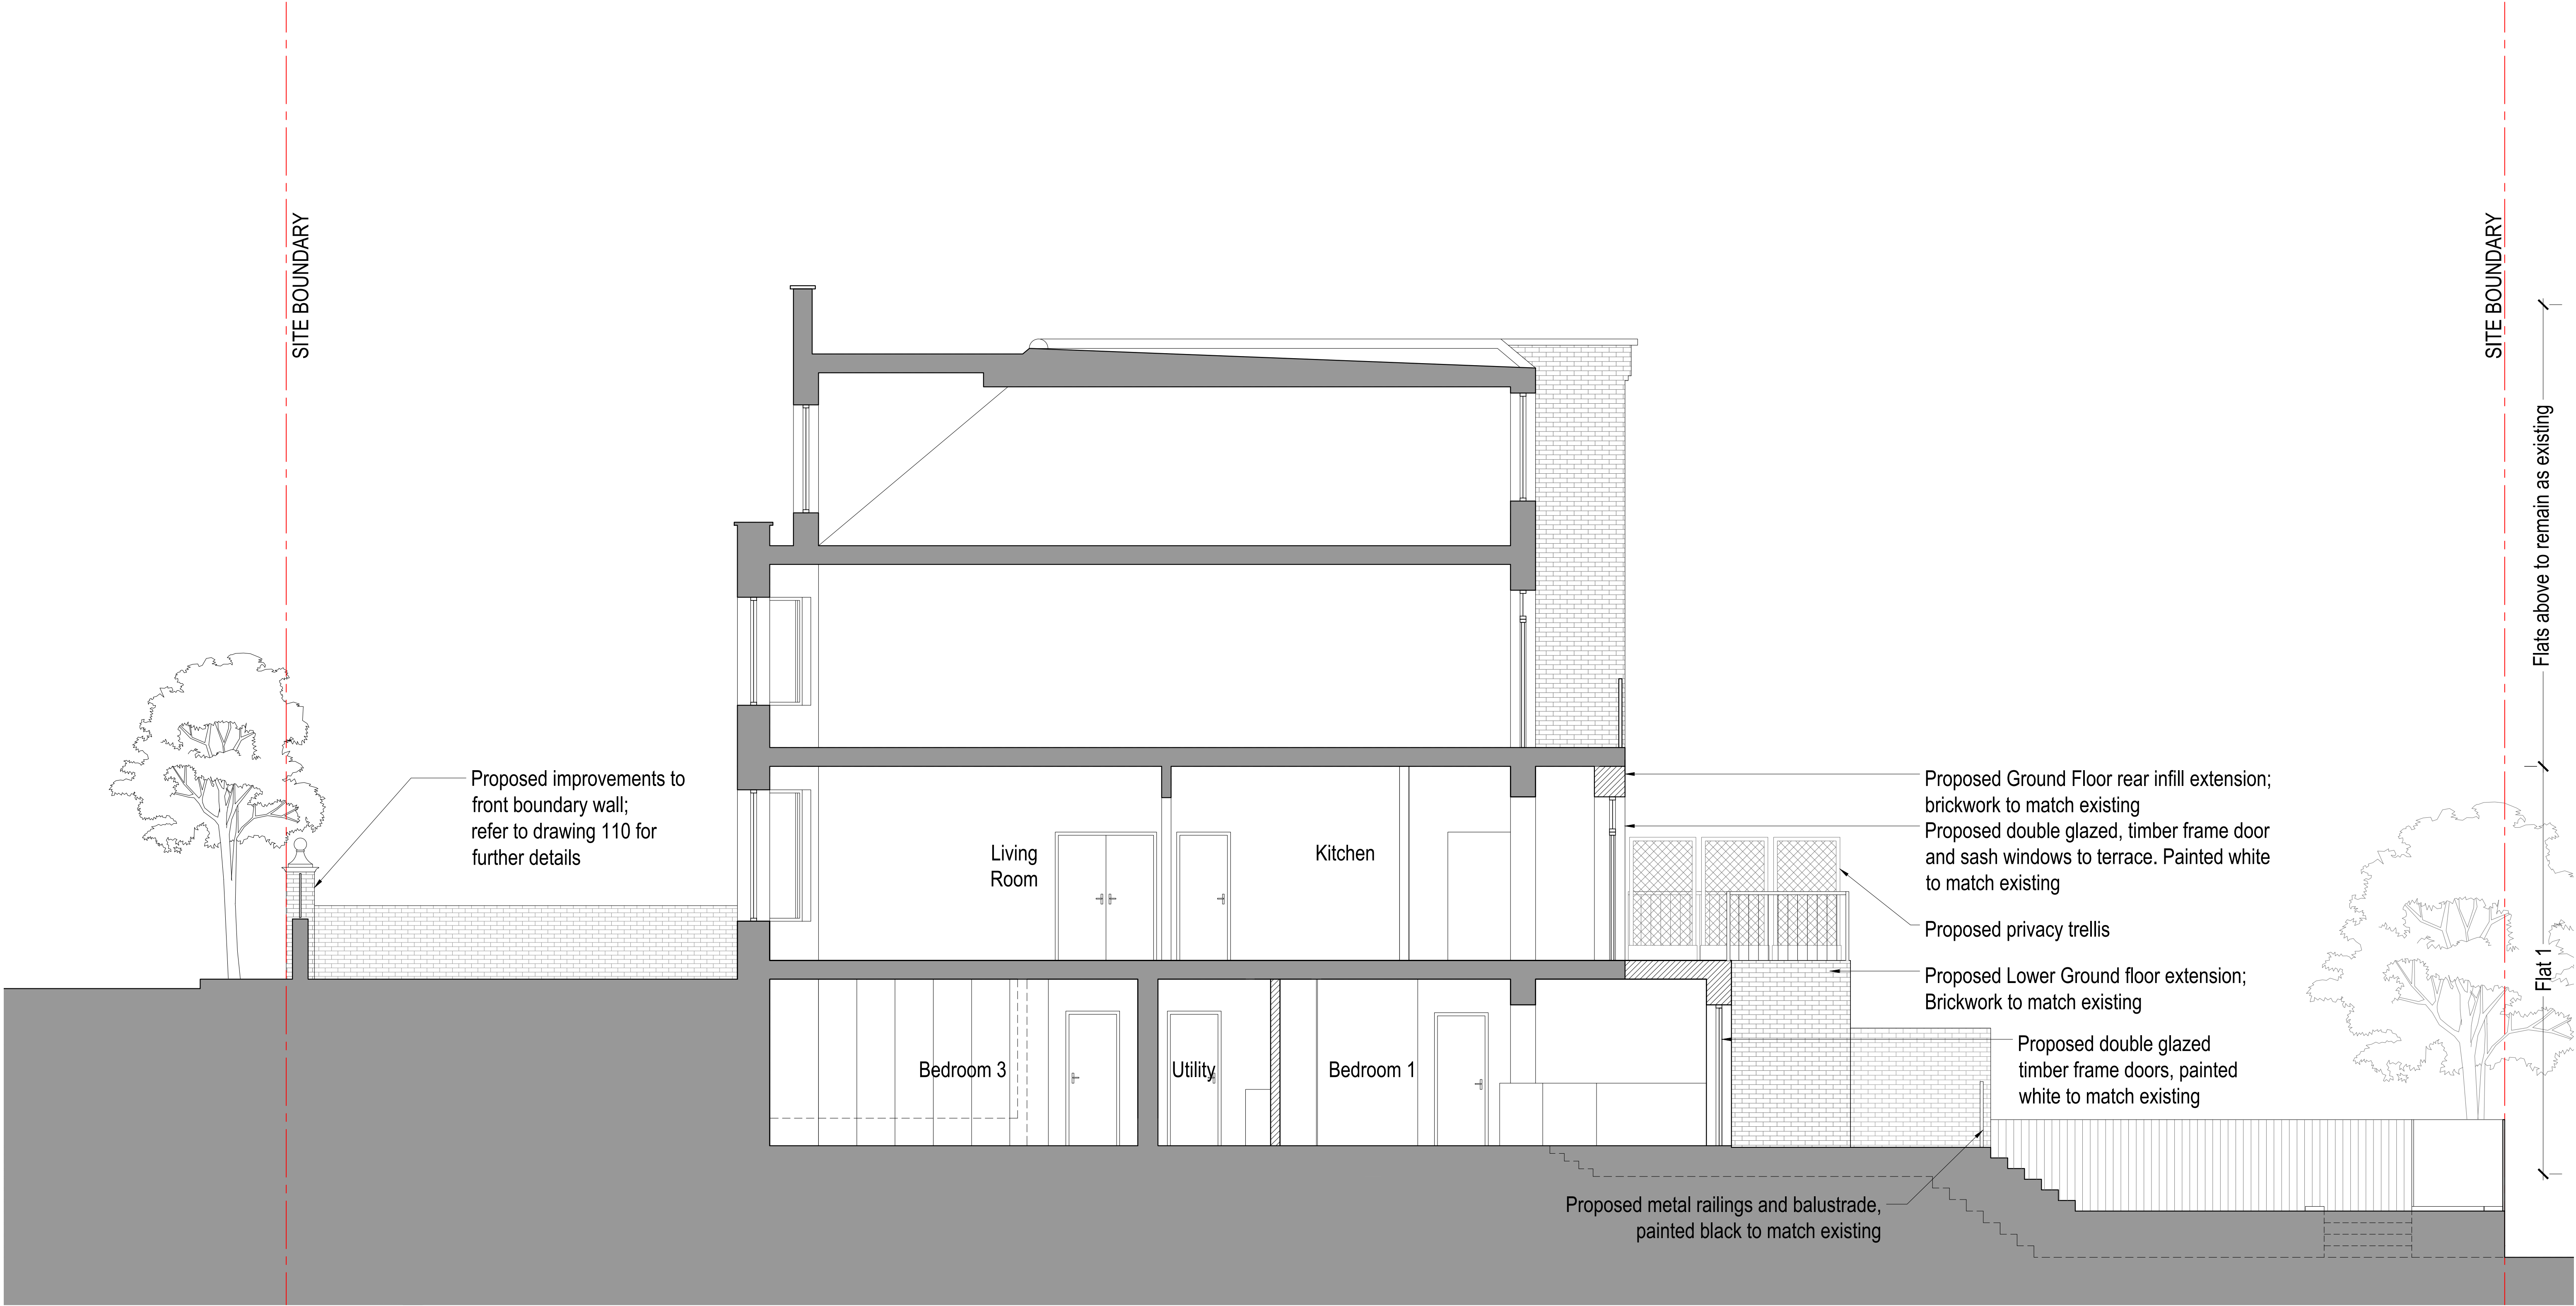 SITE BOUNDARY
SITE BOUNDARY
Flats above to remain as existing
Proposed improvements to
front boundary wall;
refer to drawing 110 for
further details
Living
Room
Kitchen
Proposed Ground Floor rear infill extension;
brickwork to match existing
Proposed double glazed, timber frame door
and sash windows to terrace. Painted white
to match existing
Proposed privacy trellis
Proposed Lower Ground floor extension;
Brickwork to match existing
Flat 1
Bedroom 3
Utility
Bedroom 1
Proposed double glazed
timber frame doors, painted
white to match existing
Proposed metal railings and balustrade,
painted black to match existing